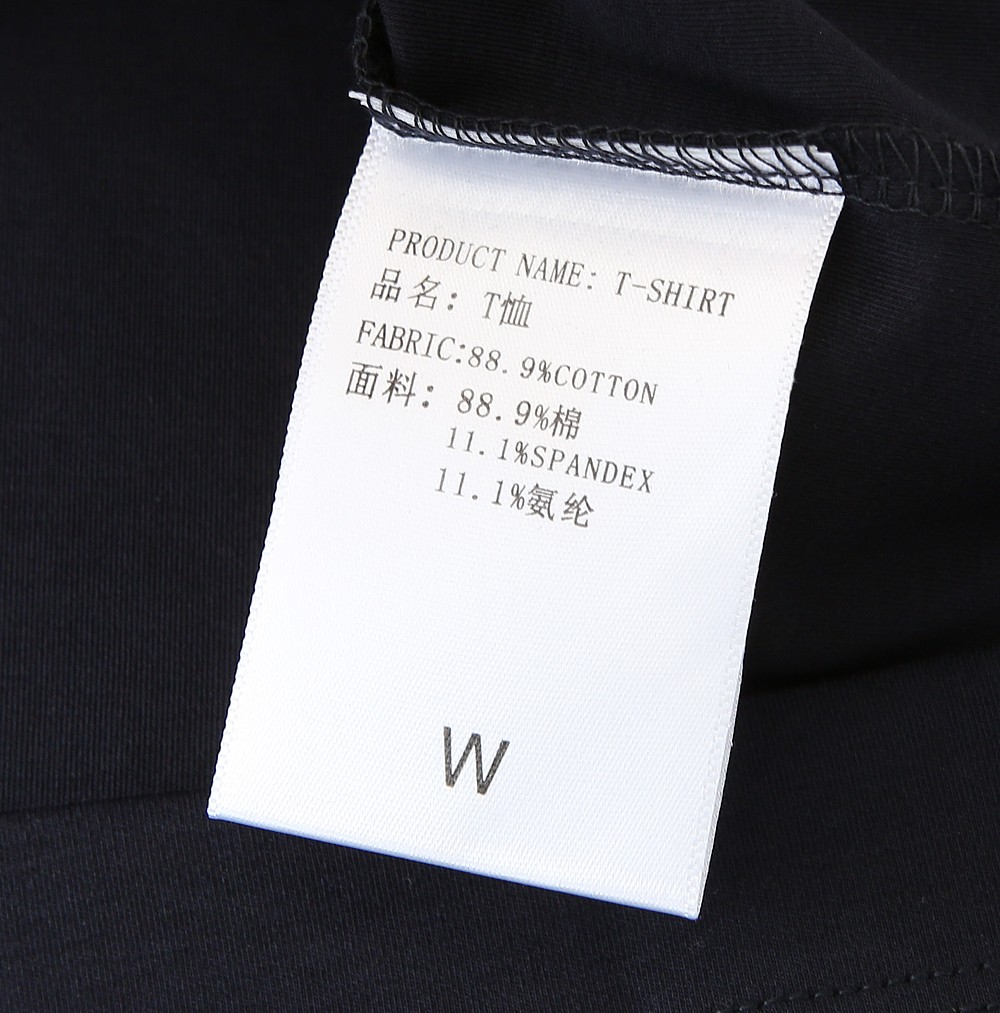 PRODUCT NAME: T-SHIRT
品名: T恤
FABRIC:88.9%COTTON
面料: 88.9%棉
11.1%SPANDEX
11.1%氨纶
W